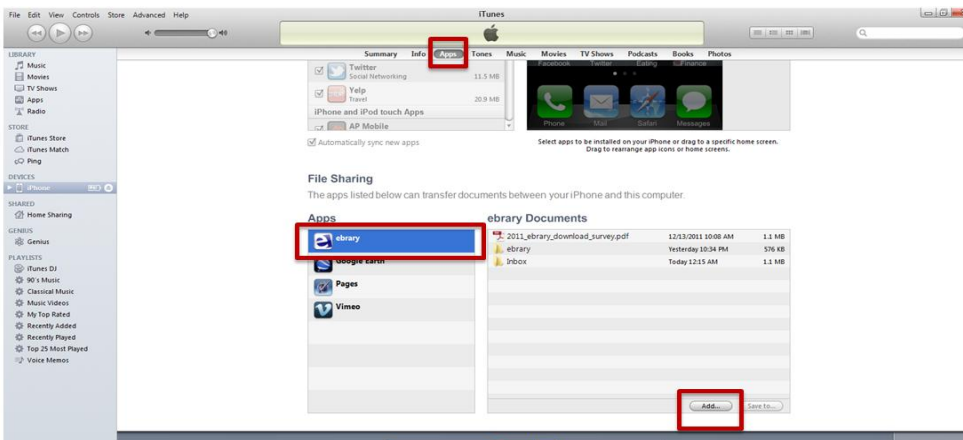 File Edit View Controls Store Advanced Help
iTunes
LIBRARY
Music
Movies
TV Shows
Apps
Radio
STORE
iTunes Store
iTunes Match
Ping
DEVICES
iPhone
SHARED
Home Sharing
GENIUS
Genius
PLAYLISTS
iTunes DJ
90's Music
Classical Music
Music Videos
My Top Rated
Recently Added
Recently Played
Top 25 Most Played
Voice Memos
Summary Info Apps Tones Music Movies TV Shows Podcasts Books Photos
Twitter
Social Networking 11.5 MB
Yelp
Travel 20.9 MB
iPhone and iPod touch Apps
AP Mobile
Automatically sync new apps
Facebook Twitter Eating
Phone Mail Safari Messages
Select apps to be installed on your iPhone or drag to a specific home screen.
Drag to rearrange app icons or home screens.
File Sharing
The apps listed below can transfer documents between your iPhone and this computer.
Apps
ebrary
Google Earth
Pages
Vimeo
ebrary Documents
2011_ebrary_download_survey.pdf 12/13/2011 10:08 AM 1.1 MB
ebrary Yesterday 10:34 PM 576 KB
Inbox Today 12:15 AM 1.1 MB
Add... Save to...